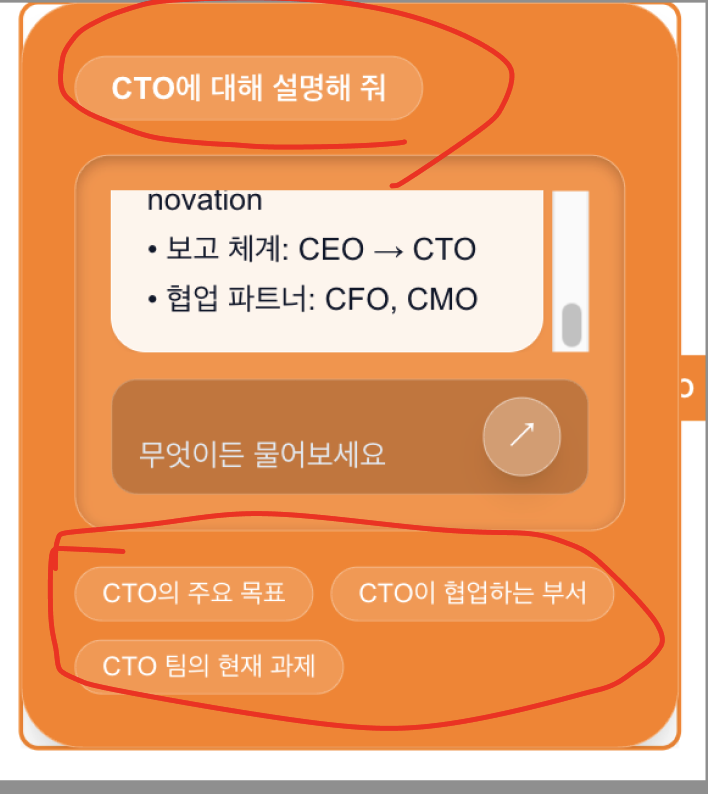 CTO에 대해 설명해 줘
novation
• 보고 체계: CEO → CTO
• 협업 파트너: CFO, CMO
무엇이든 물어보세요
CTO의 주요 목표
CTO이 협업하는 부서
CTO 팀의 현재 과제